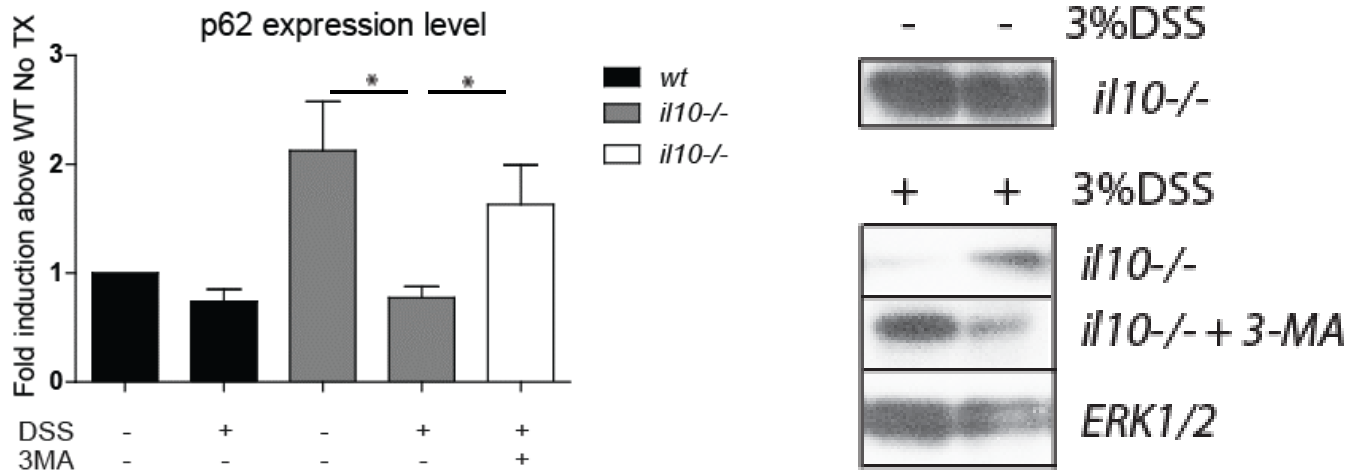 p62 expression level
Fold induction above WT No TX
3
2
1
0
*
*
wt
il10-/-
il10-/-
DSS - + - + +
3MA - - - - +
- - 3%DSS
il10-/-
+ + 3%DSS
il10-/-
il10-/- + 3-MA
ERK1/2